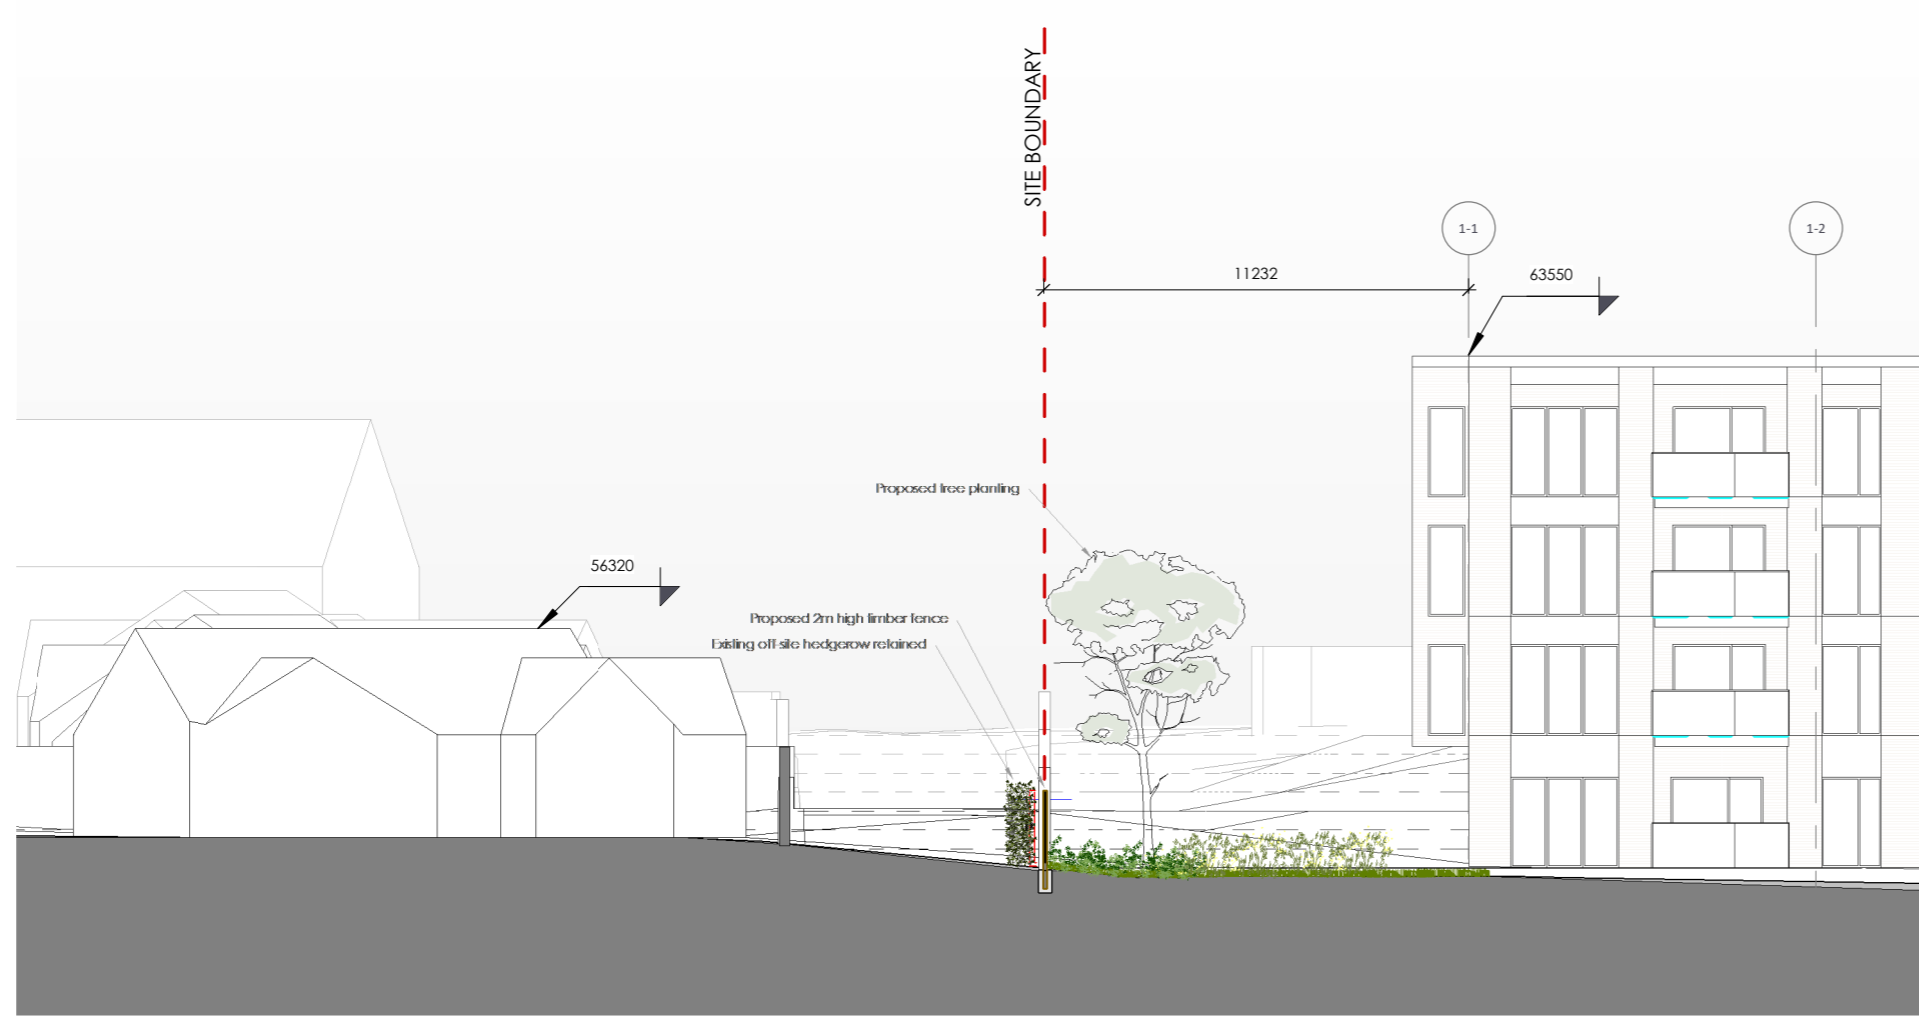 SITE BOUNDARY
1-1
1-2
11232
63550
Proposed tree planting
56320
Proposed 2m high timber fence
Existing off-site hedgerow retained